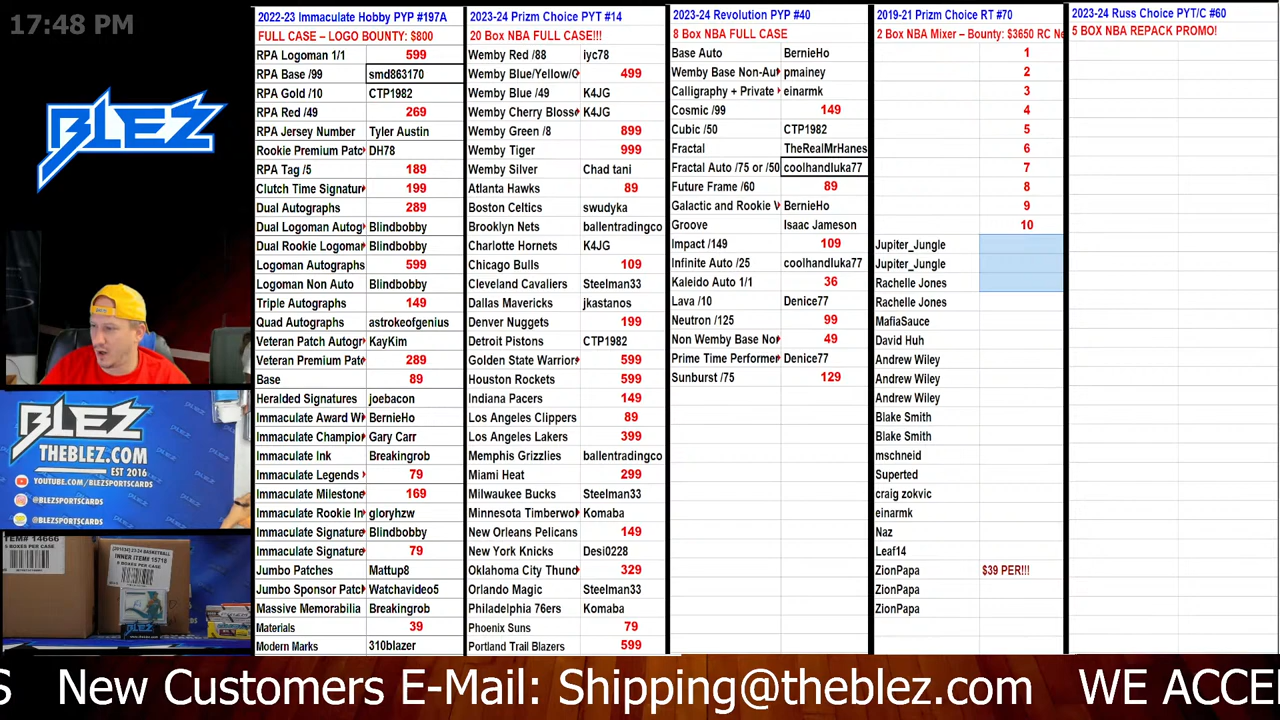 17:48 PM
BLEZ
BLEZ
THEBLEZ.COM
EST 2016
YOUTUBE.COM/BLEZSPORTSCARDS
@BLEZSPORTSCARDS
@BLEZSPORTSCARDS
ITEM# 14666
BOXES PER CASE
23-24 BASKETBALL
INNER ITEM# 15718
2022-23 Immaculate Hobby PYP #197A
FULL CASE – LOGO BOUNTY: $800
RPA Logoman 1/1 599
RPA Base /99 smd863170
RPA Gold /10 CTP1982
RPA Red /49 269
RPA Jersey Number Tyler Austin
Rookie Premium Patc DH78
RPA Tag /5 189
Clutch Time Signatur 199
Dual Autographs 289
Dual Logoman Autog Blindbobby
Dual Rookie Logomar Blindbobby
Logoman Autographs 599
Logoman Non Auto Blindbobby
Triple Autographs 149
Quad Autographs astrokeofgenius
Veteran Patch Autogr KayKim
Veteran Premium Pat 289
Base 89
Heralded Signatures joebacon
Immaculate Award W BernieHo
Immaculate Champio Gary Carr
Immaculate Ink Breakingrob
Immaculate Legends 79
Immaculate Milestone 169
Immaculate Rookie In gloryhzw
Immaculate Signature Blindbobby
Immaculate Signature 79
Jumbo Patches Mattup8
Jumbo Sponsor Patc Watchavideo5
Massive Memorabilia Breakingrob
Materials 39
Modern Marks 310blazer
2023-24 Prizm Choice PYT #14
20 Box NBA FULL CASE!!!
Wemby Red /88 iyc78
Wemby Blue/Yellow/G 499
Wemby Blue /49 K4JG
Wemby Cherry Blosso K4JG
Wemby Green /8 899
Wemby Tiger 999
Wemby Silver Chad tani
Atlanta Hawks 89
Boston Celtics swudyka
Brooklyn Nets ballentradingco
Charlotte Hornets K4JG
Chicago Bulls 109
Cleveland Cavaliers Steelman33
Dallas Mavericks jkastanos
Denver Nuggets 199
Detroit Pistons CTP1982
Golden State Warrior 599
Houston Rockets 599
Indiana Pacers 149
Los Angeles Clippers 89
Los Angeles Lakers 399
Memphis Grizzlies ballentradingco
Miami Heat 299
Milwaukee Bucks Steelman33
Minnesota Timberwo Komaba
New Orleans Pelicans 149
New York Knicks Desi0228
Oklahoma City Thund 329
Orlando Magic Steelman33
Philadelphia 76ers Komaba
Phoenix Suns 79
Portland Trail Blazers 599
2023-24 Revolution PYP #40
8 Box NBA FULL CASE
Base Auto BernieHo
Wemby Base Non-Au pmainey
Calligraphy + Private einarmk
Cosmic /99 149
Cubic /50 CTP1982
Fractal TheRealMrHanes
Fractal Auto /75 or /50 coolhandluka77
Future Frame /60 89
Galactic and Rookie V BernieHo
Groove Isaac Jameson
Impact /149 109
Infinite Auto /25 coolhandluka77
Kaleido Auto 1/1 36
Lava /10 Denice77
Neutron /125 99
Non Wemby Base No 49
Prime Time Performer Denice77
Sunburst /75 129
2019-21 Prizm Choice RT #70
2 Box NBA Mixer – Bounty: $3650 RC Ne
1
2
3
4
5
6
7
8
9
10
Jupiter_Jungle
Jupiter_Jungle
Rachelle Jones
Rachelle Jones
MafiaSauce
David Huh
Andrew Wiley
Andrew Wiley
Andrew Wiley
Blake Smith
Blake Smith
mschneid
Superted
craig zokvic
einarmk
Naz
Leaf14
ZionPapa $39 PER!!!
ZionPapa
ZionPapa
2023-24 Russ Choice PYT/C #60
5 BOX NBA REPACK PROMO!
S New Customers E-Mail: Shipping@theblez.com WE ACCE